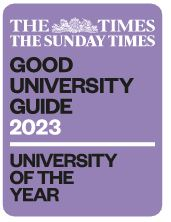 THE TIMES
THE SUNDAY TIMES
GOOD
UNIVERSITY
GUIDE
2023
UNIVERSITY
OF THE
YEAR